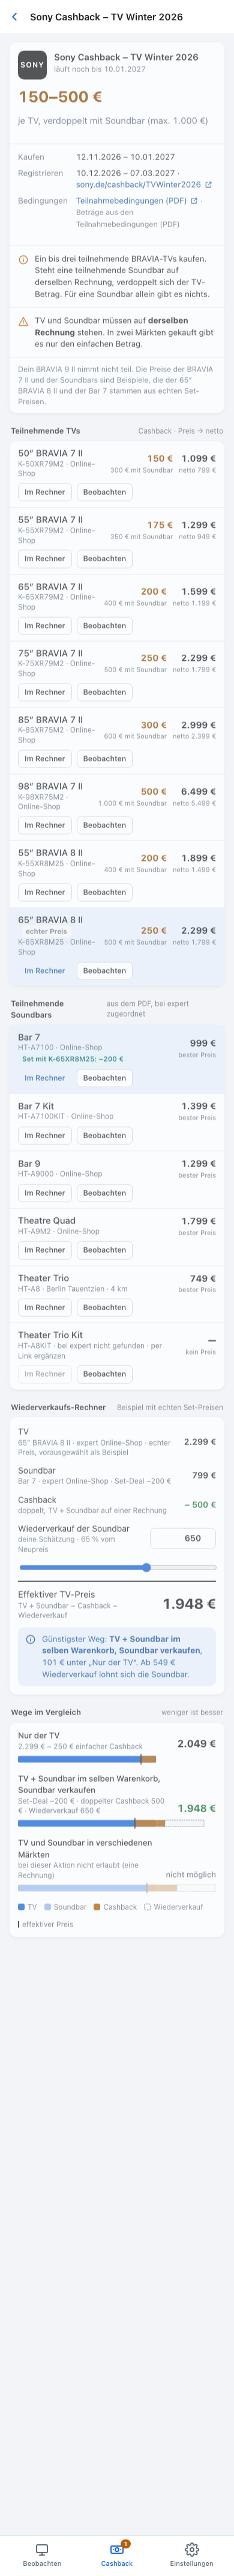 Sony Cashback – TV Winter 2026
SONY
Sony Cashback – TV Winter 2026
läuft noch bis 10.01.2027
150–500 €
je TV, verdoppelt mit Soundbar (max. 1.000 €)
Kaufen 12.11.2026 – 10.01.2027
Registrieren 10.12.2026 – 07.03.2027 ·
sony.de/cashback/TVWinter2026
Bedingungen Teilnahmebedingungen (PDF) ·
Beträge aus den
Teilnahmebedingungen (PDF)
Ein bis drei teilnehmende BRAVIA-TVs kaufen.
Steht eine teilnehmende Soundbar auf
derselben Rechnung, verdoppelt sich der TV-
Betrag. Für eine Soundbar allein gibt es nichts.
TV und Soundbar müssen auf derselben
Rechnung stehen. In zwei Märkten gekauft gibt
es nur den einfachen Betrag.
Dein BRAVIA 9 II nimmt nicht teil. Die Preise der BRAVIA
7 II und der Soundbars sind Beispiele, die der 65"
BRAVIA 8 II und der Bar 7 stammen aus echten Set-
Preisen.
Teilnehmende TVs Cashback · Preis → netto
50" BRAVIA 7 II 150 € 1.099 €
K-50XR79M2 · Online-
Shop 300 € mit Soundbar netto 799 €
Im Rechner Beobachten
55" BRAVIA 7 II 175 € 1.299 €
K-55XR79M2 · Online-
Shop 350 € mit Soundbar netto 949 €
Im Rechner Beobachten
65" BRAVIA 7 II 200 € 1.599 €
K-65XR79M2 · Online-
Shop 400 € mit Soundbar netto 1.199 €
Im Rechner Beobachten
75" BRAVIA 7 II 250 € 2.299 €
K-75XR79M2 · Online-
Shop 500 € mit Soundbar netto 1.799 €
Im Rechner Beobachten
85" BRAVIA 7 II 300 € 2.999 €
K-85XR75M2 · Online-
Shop 600 € mit Soundbar netto 2.399 €
Im Rechner Beobachten
98" BRAVIA 7 II 500 € 6.499 €
K-98XR75M2 ·
Online-Shop 1.000 € mit Soundbar netto 5.499 €
Im Rechner Beobachten
55" BRAVIA 8 II 200 € 1.899 €
K-55XR8M25 · Online-
Shop 400 € mit Soundbar netto 1.499 €
Im Rechner Beobachten
65" BRAVIA 8 II 250 € 2.299 €
echter Preis
K-65XR8M25 · Online-
Shop 500 € mit Soundbar netto 1.799 €
Im Rechner Beobachten
Teilnehmende
Soundbars
aus dem PDF, bei expert
zugeordnet
Bar 7 999 €
HT-A7100 · Online-Shop bester Preis
Set mit K-65XR8M25: −200 €
Im Rechner Beobachten
Bar 7 Kit 1.399 €
HT-A7100KIT · Online-Shop bester Preis
Im Rechner Beobachten
Bar 9 1.299 €
HT-A9000 · Online-Shop bester Preis
Im Rechner Beobachten
Theatre Quad 1.799 €
HT-A9M2 · Online-Shop bester Preis
Im Rechner Beobachten
Theater Trio 749 €
HT-A8 · Berlin Tauentzien · 4 km bester Preis
Im Rechner Beobachten
Theater Trio Kit –
HT-A8KIT · bei expert nicht gefunden · per
Link ergänzen kein Preis
Im Rechner Beobachten
Wiederverkaufs-Rechner Beispiel mit echten Set-Preisen
TV
65" BRAVIA 8 II · expert Online-Shop · echter
Preis, vorausgewählt als Beispiel
2.299 €
Soundbar
Bar 7 · expert Online-Shop · Set-Deal −200 €
799 €
Cashback
doppelt, TV + Soundbar auf einer Rechnung
− 500 €
Wiederverkauf der Soundbar
deine Schätzung · 65 % vom
Neupreis
650
Effektiver TV-Preis
TV + Soundbar − Cashback −
Wiederverkauf
1.948 €
Günstigster Weg: TV + Soundbar im
selben Warenkorb, Soundbar verkaufen,
101 € unter „Nur der TV“. Ab 549 €
Wiederverkauf lohnt sich die Soundbar.
Wege im Vergleich weniger ist besser
Nur der TV
2.299 € − 250 € einfacher Cashback
2.049 €
TV + Soundbar im selben Warenkorb,
Soundbar verkaufen
Set-Deal −200 € · doppelter Cashback 500
€ · Wiederverkauf 650 €
1.948 €
TV und Soundbar in verschiedenen
Märkten
bei dieser Aktion nicht erlaubt (eine
Rechnung)
nicht möglich
TV Soundbar Cashback Wiederverkauf
effektiver Preis
1
Beobachten Cashback Einstellungen